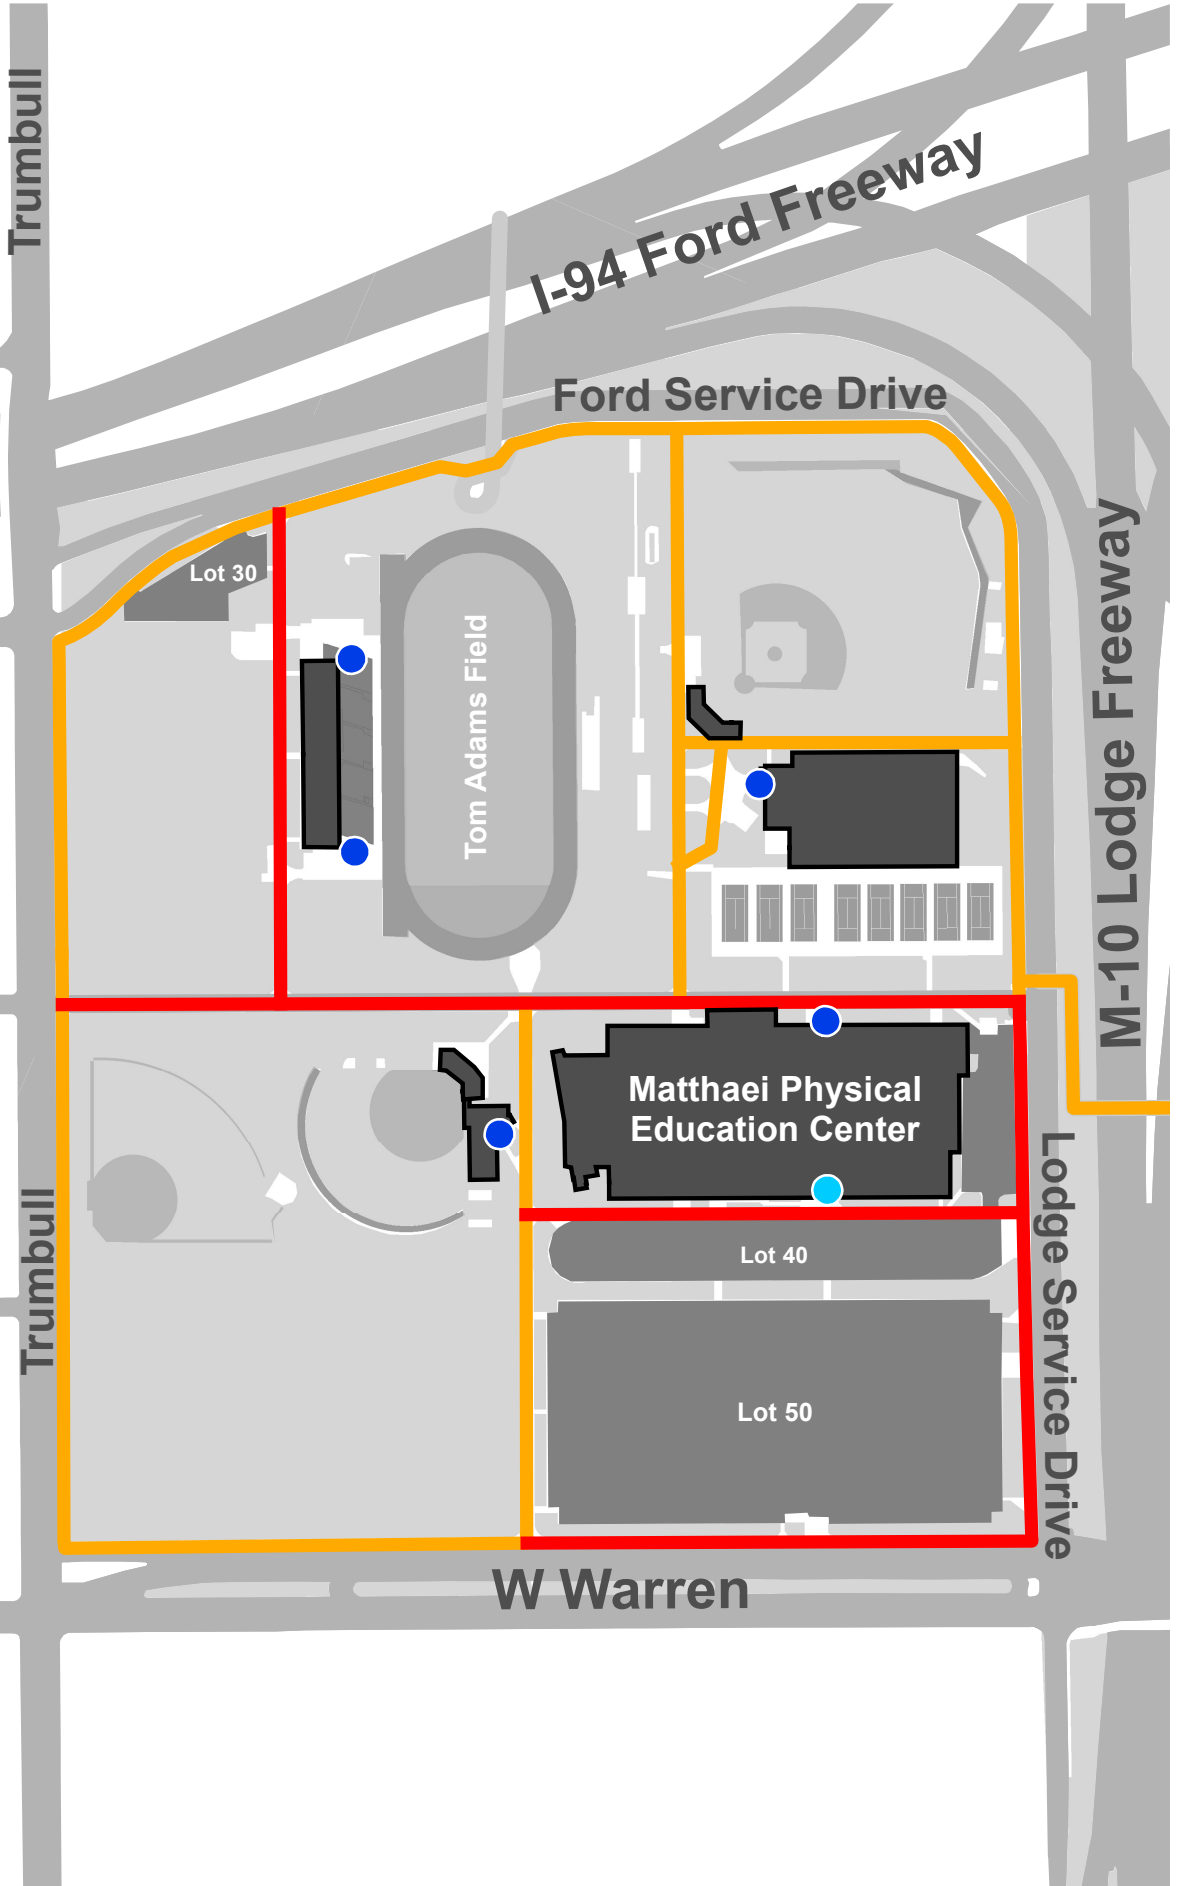 Trumbull
I-94 Ford Freeway
Ford Service Drive
Lot 30
Tom Adams Field
M-10 Lodge Freeway
Matthaei Physical
Education Center
Lodge Service Drive
Trumbull
Lot 40
Lot 50
W Warren